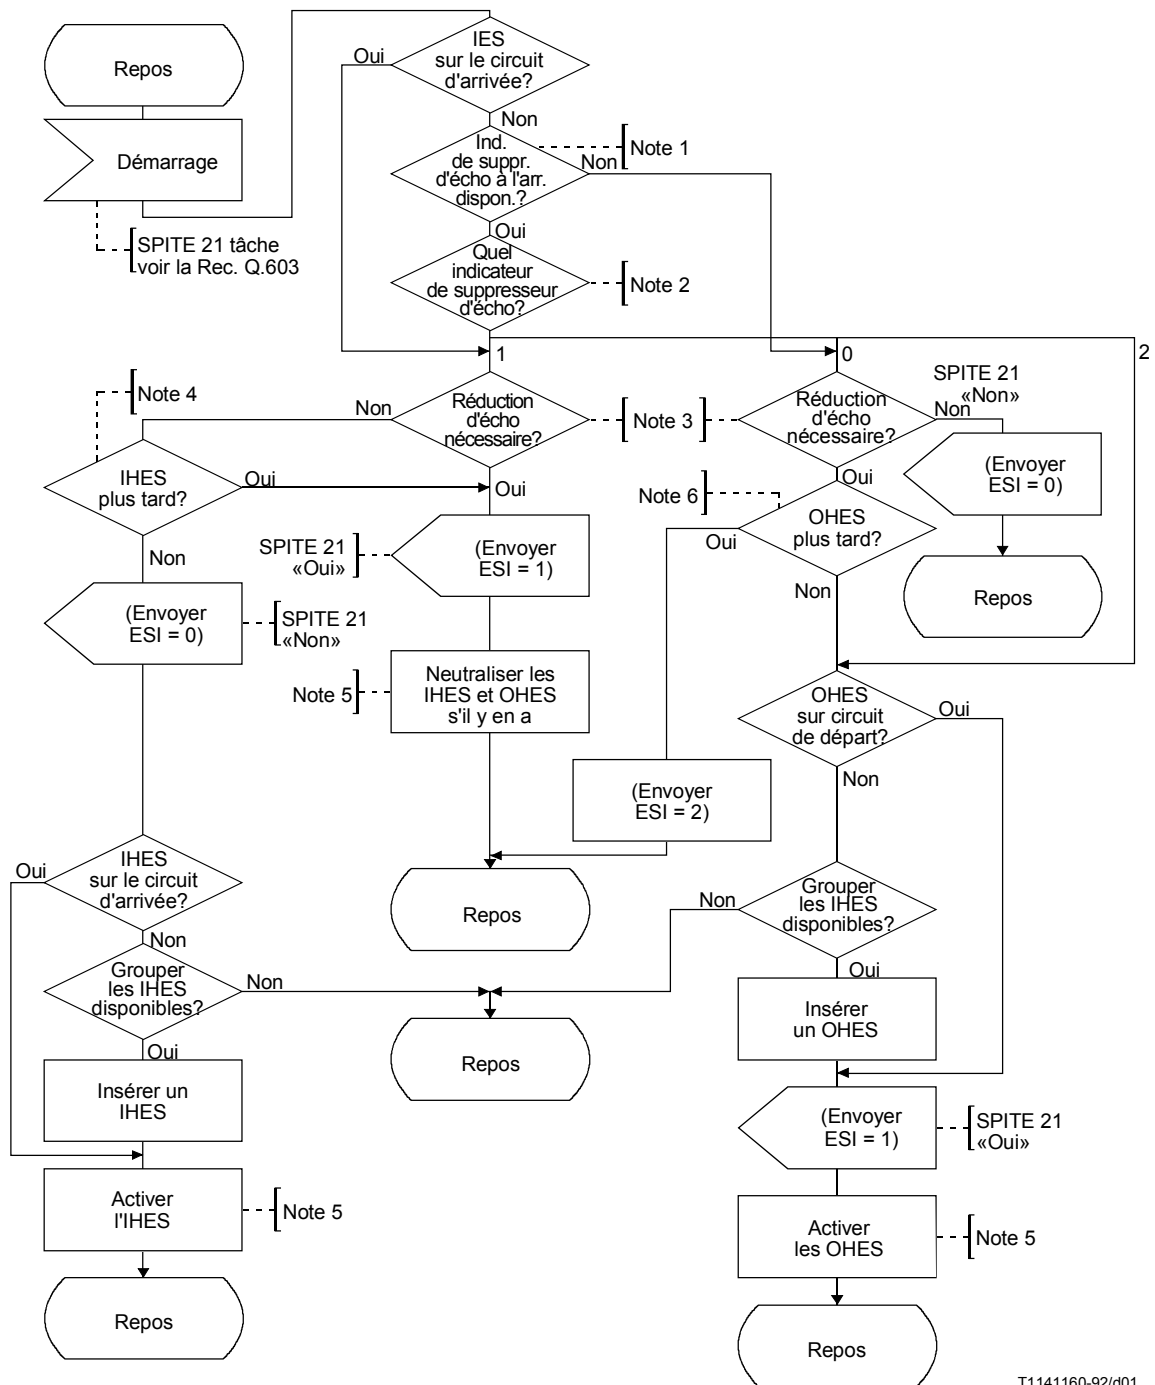 Repos
Démarrage
SPITE 21 tâche
voir la Rec. Q.603
IES
sur le circuit
d'arrivée?
Oui
Non
Ind.
de suppr.
d'écho à l'arr.
dispon.?
Note 1
Non
Oui
Quel
indicateur
de suppresseur
d'écho?
Note 2
1
0
2
Note 4
Non
Réduction
d'écho
nécessaire?
Note 3
Réduction
d'écho
nécessaire?
SPITE 21
«Non»
Non
(Envoyer
ESI = 0)
Repos
IHES
plus tard?
Oui
Oui
Non
SPITE 21
«Oui»
(Envoyer
ESI = 1)
Note 6
Oui
OHES
plus tard?
Oui
Non
(Envoyer
ESI = 0)
SPITE 21
«Non»
Note 5
Neutraliser les
IHES et OHES
s'il y en a
OHES
sur circuit
de départ?
Oui
Non
(Envoyer
ESI = 2)
Repos
IHES
sur le circuit
d'arrivée?
Oui
Non
Grouper
les IHES
disponibles?
Non
Oui
Grouper
les IHES
disponibles?
Non
Oui
Repos
Insérer
un OHES
Insérer un
IHES
(Envoyer
ESI = 1)
SPITE 21
«Oui»
Activer
l'IHES
Note 5
Activer
les OHES
Note 5
Repos
Repos
T1141160-92/d01